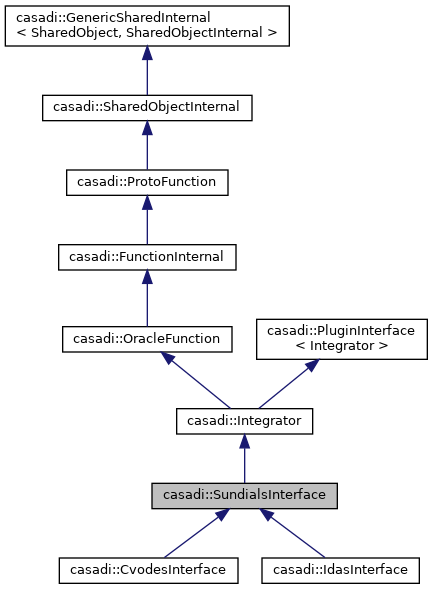 casadi::GenericSharedInternal
< SharedObject, SharedObjectInternal >
casadi::SharedObjectInternal
casadi::ProtoFunction
casadi::FunctionInternal
casadi::OracleFunction
casadi::PluginInterface
< Integrator >
casadi::Integrator
casadi::SundialsInterface
casadi::CvodesInterface
casadi::IdasInterface